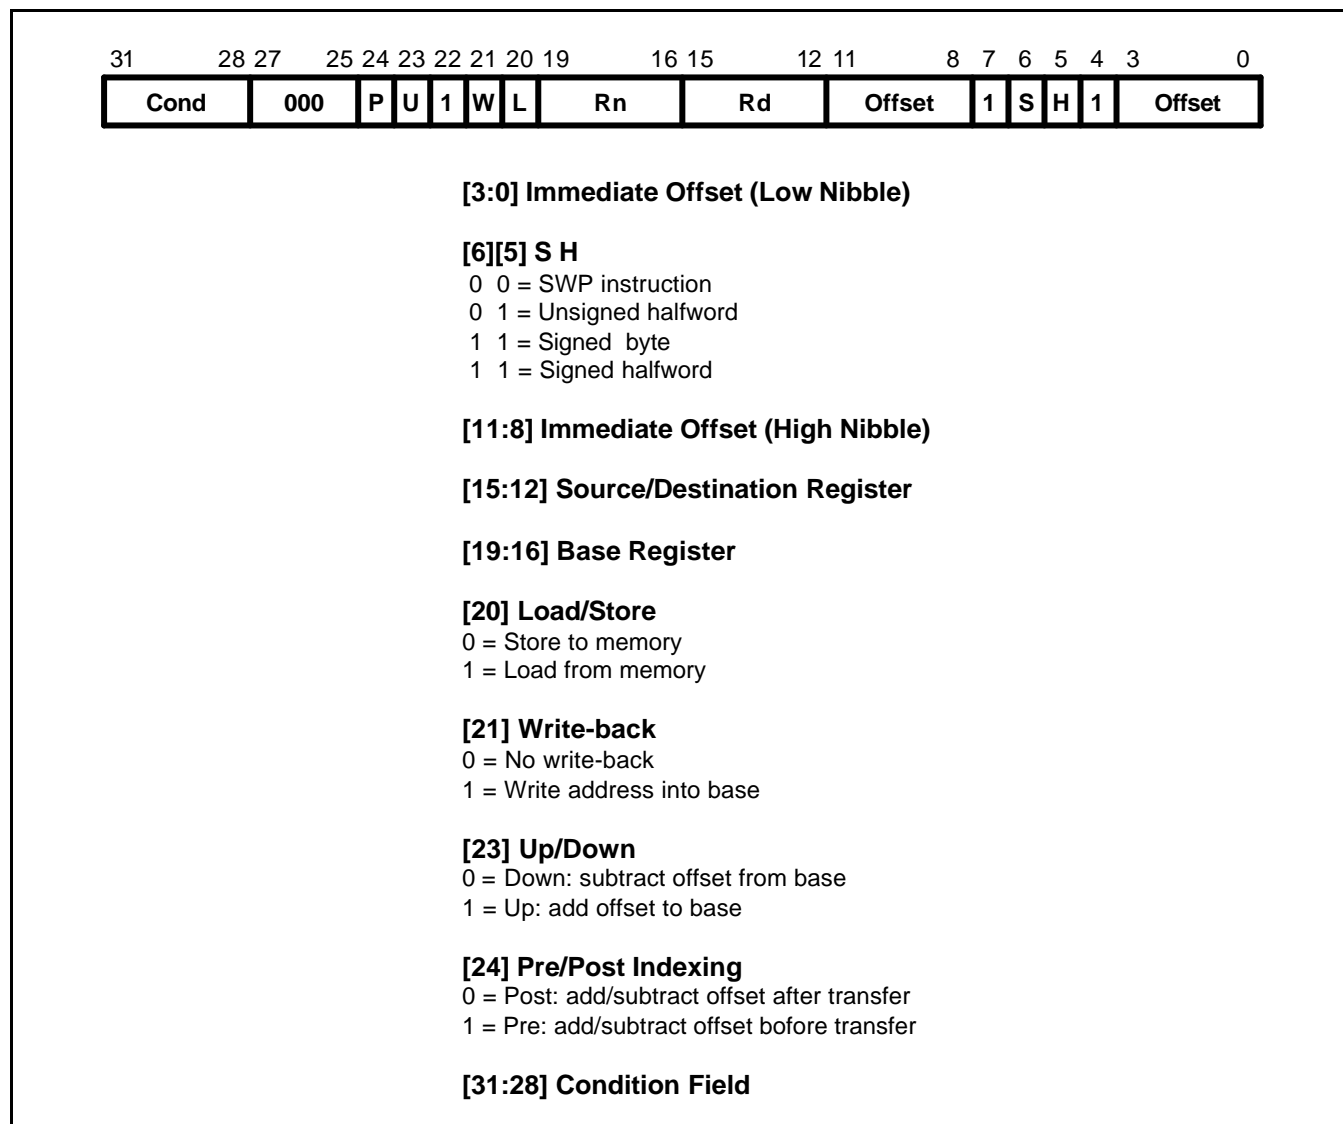 31 28 27 25 24 23 22 21 20 19 16 15 12 11 8 7 6 5 4 3 0
Cond 000 P U 1 W L Rn Rd Offset 1 S H 1 Offset
[3:0] Immediate Offset (Low Nibble)
[6][5] S H
0 0 = SWP instruction
0 1 = Unsigned halfword
1 1 = Signed byte
1 1 = Signed halfword
[11:8] Immediate Offset (High Nibble)
[15:12] Source/Destination Register
[19:16] Base Register
[20] Load/Store
0 = Store to memory
1 = Load from memory
[21] Write-back
0 = No write-back
1 = Write address into base
[23] Up/Down
0 = Down: subtract offset from base
1 = Up: add offset to base
[24] Pre/Post Indexing
0 = Post: add/subtract offset after transfer
1 = Pre: add/subtract offset bofore transfer
[31:28] Condition Field